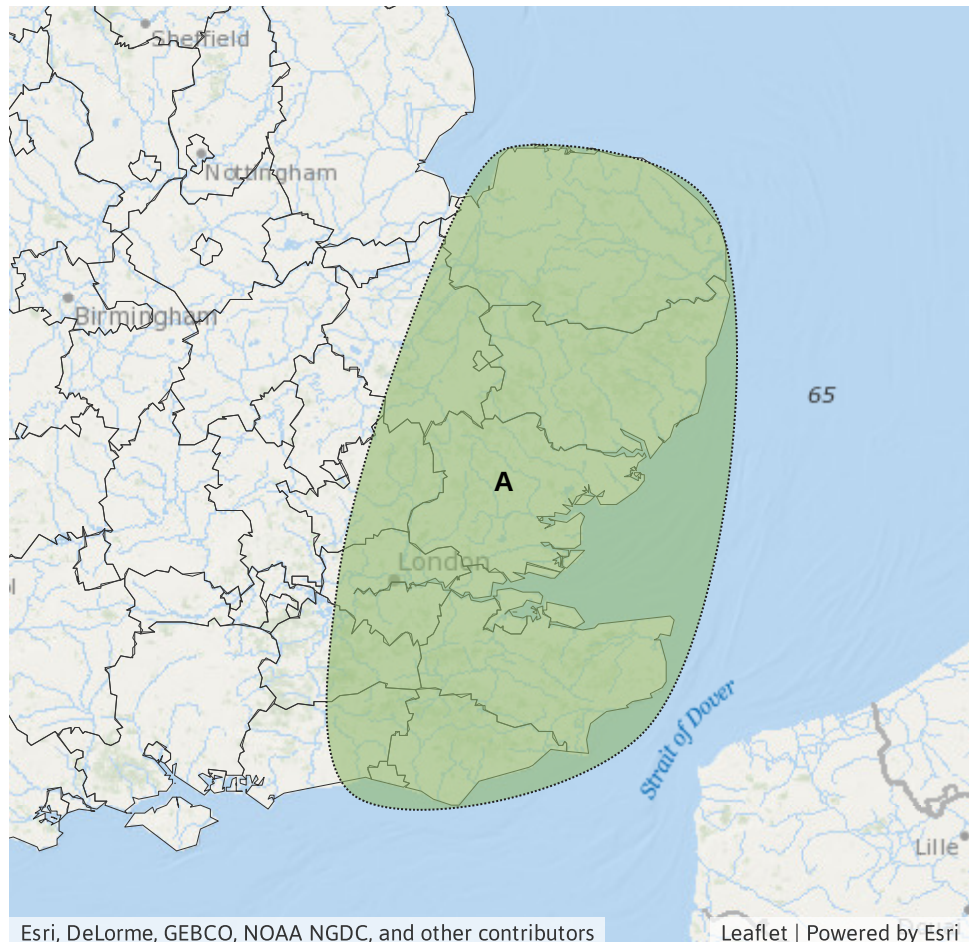 Sheffield
Nottingham
Birmingham
65
A
London
l
Strait of Dover
Lille
Esri, DeLorme, GEBCO, NOAA NGDC, and other contributors
Leaflet | Powered by Esri